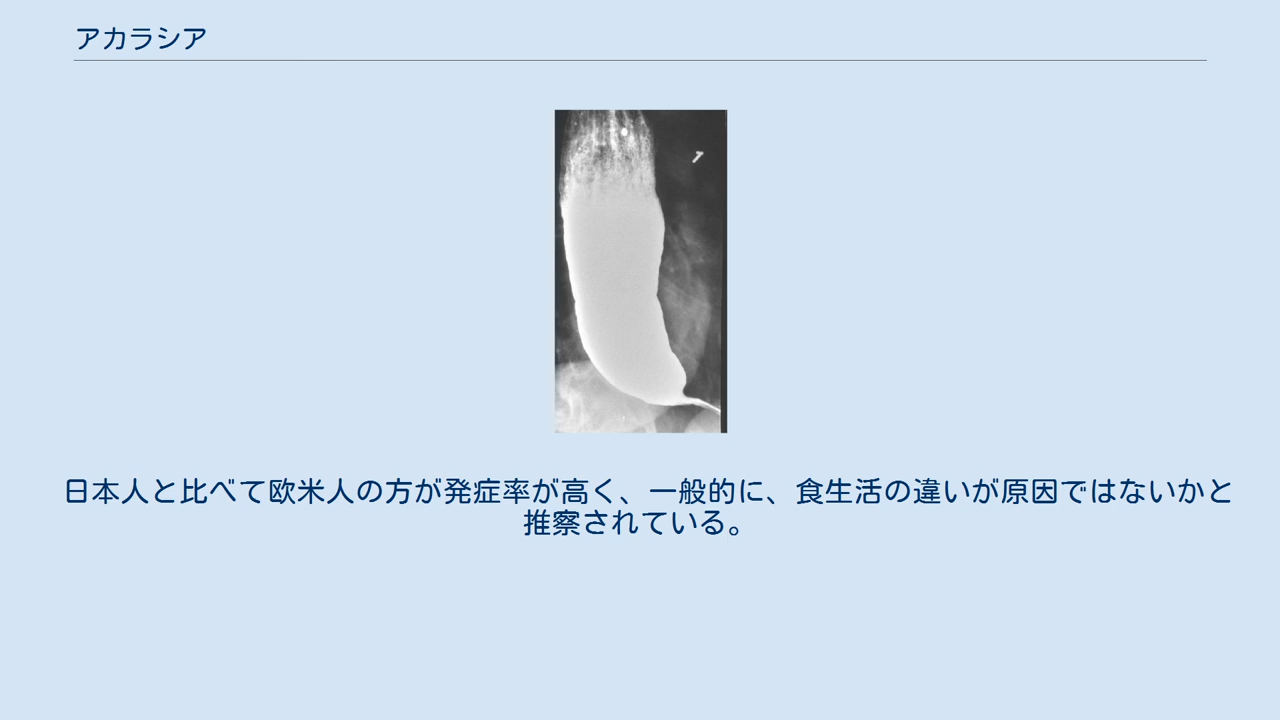 アカラシア
日本人と比べて欧米人の方が発症率が高く、一般的に、食生活の違いが原因ではないかと
推察されている。